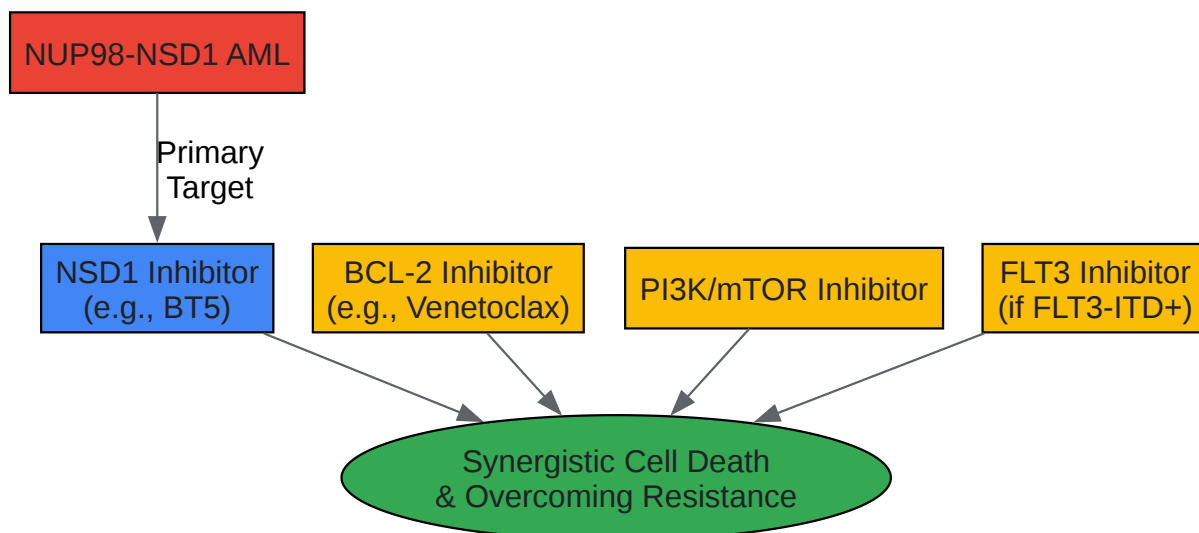 NUP98-NSD1 AML
Primary
Target
NSD1 Inhibitor
(e.g., BT5)
BCL-2 Inhibitor
(e.g., Venetoclax)
PI3K/mTOR Inhibitor
FLT3 Inhibitor
(if FLT3-ITD+)
Synergistic Cell Death
& Overcoming Resistance